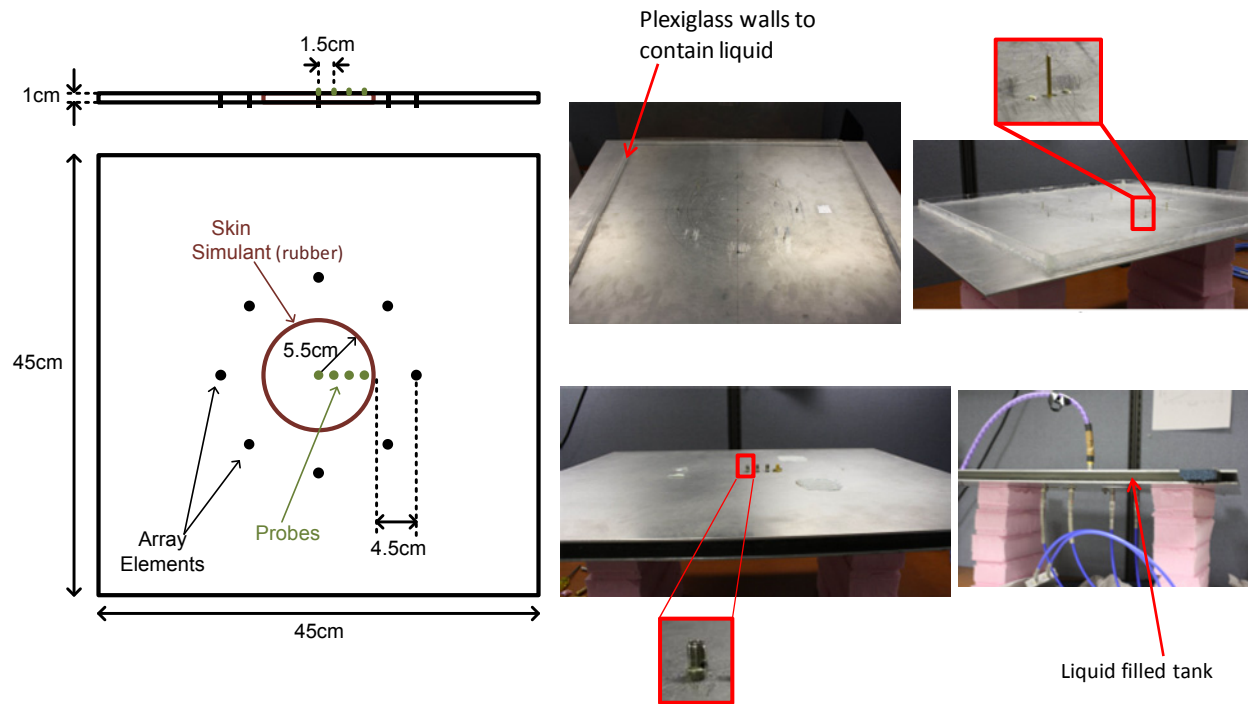 1.5cm
1cm
45cm
Skin
Simulant (rubber)
5.5cm
Array
Elements
Probes
4.5cm
45cm
Plexiglass walls to
contain liquid
Liquid filled tank